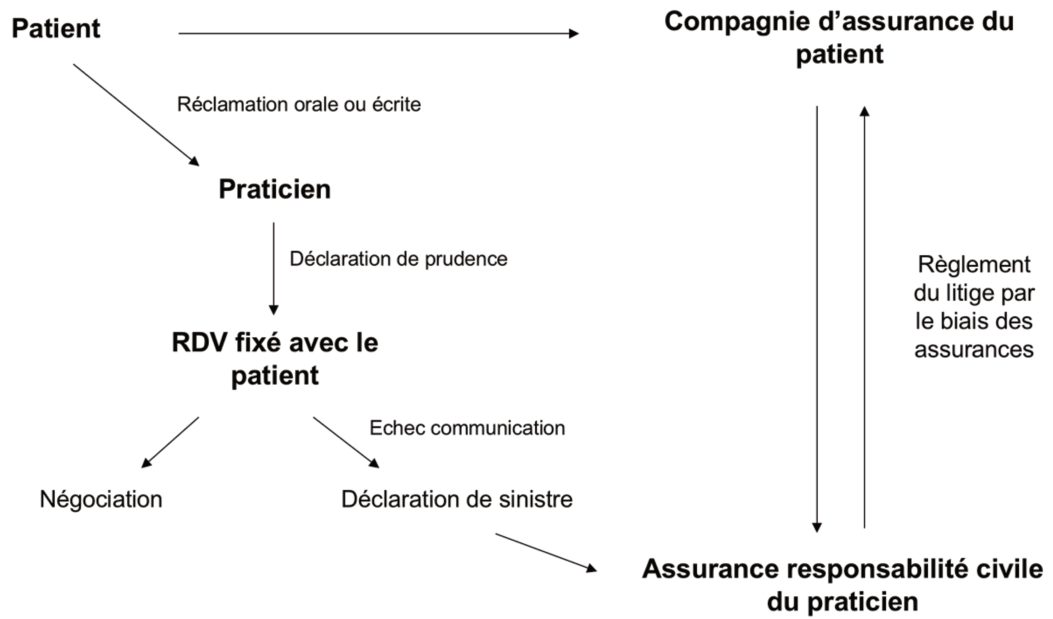 Patient
Compagnie d'assurance du
patient
Réclamation orale ou écrite
Praticien
Déclaration de prudence
Règlement
du litige par
le biais des
assurances
RDV fixé avec le
patient
Echec communication
Négociation
Déclaration de sinistre
Assurance responsabilité civile
du praticien